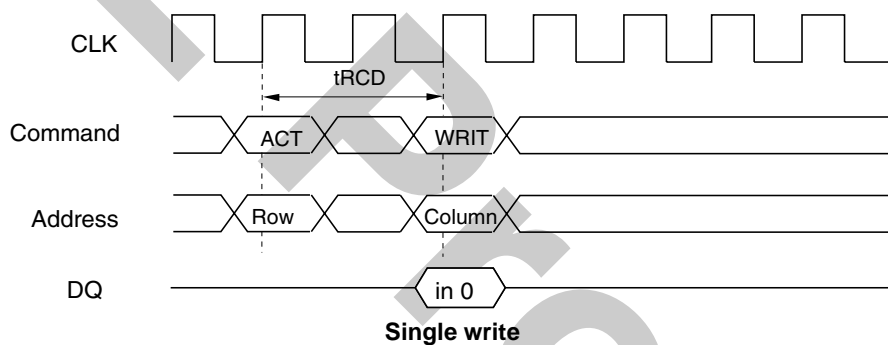 CLK
tRCD
Command ACT WRIT
Address Row Column
DQ in 0
Single write